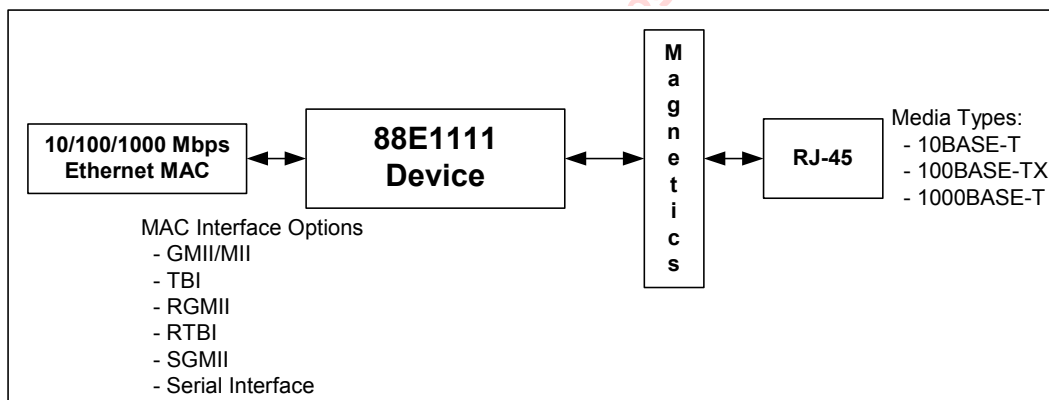 10/100/1000 Mbps
Ethernet MAC
88E1111
Device
Magnetics
RJ-45
Media Types:
- 10BASE-T
- 100BASE-TX
- 1000BASE-T
MAC Interface Options
- GMII/MII
- TBI
- RGMII
- RTBI
- SGMII
- Serial Interface